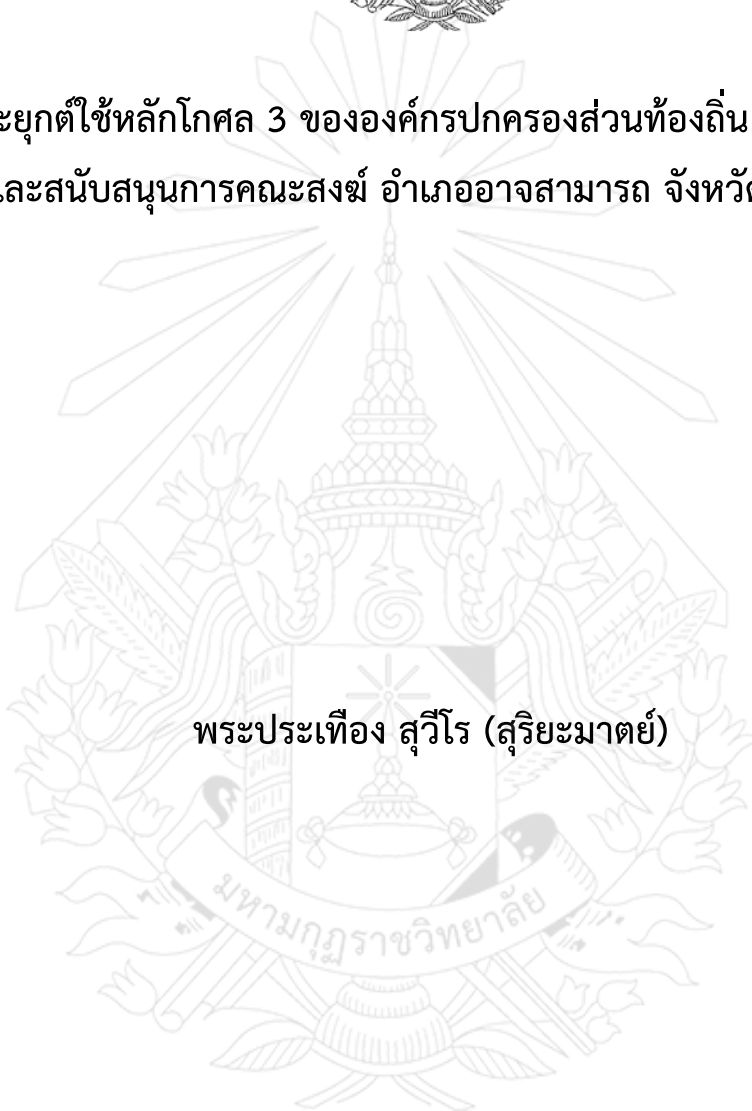 ะยุกต์ใช้หลักโกศล 3 ขององค์กรปกครองส่วนท้องถิ่น
และสนับสนุนการคณะสงฆ์ อำเภออาจสามารถ จังหวัด
พระประเทือง สุวีโร (สุริยะมาตย์)
มหามกุฏราชวิทยาลัย